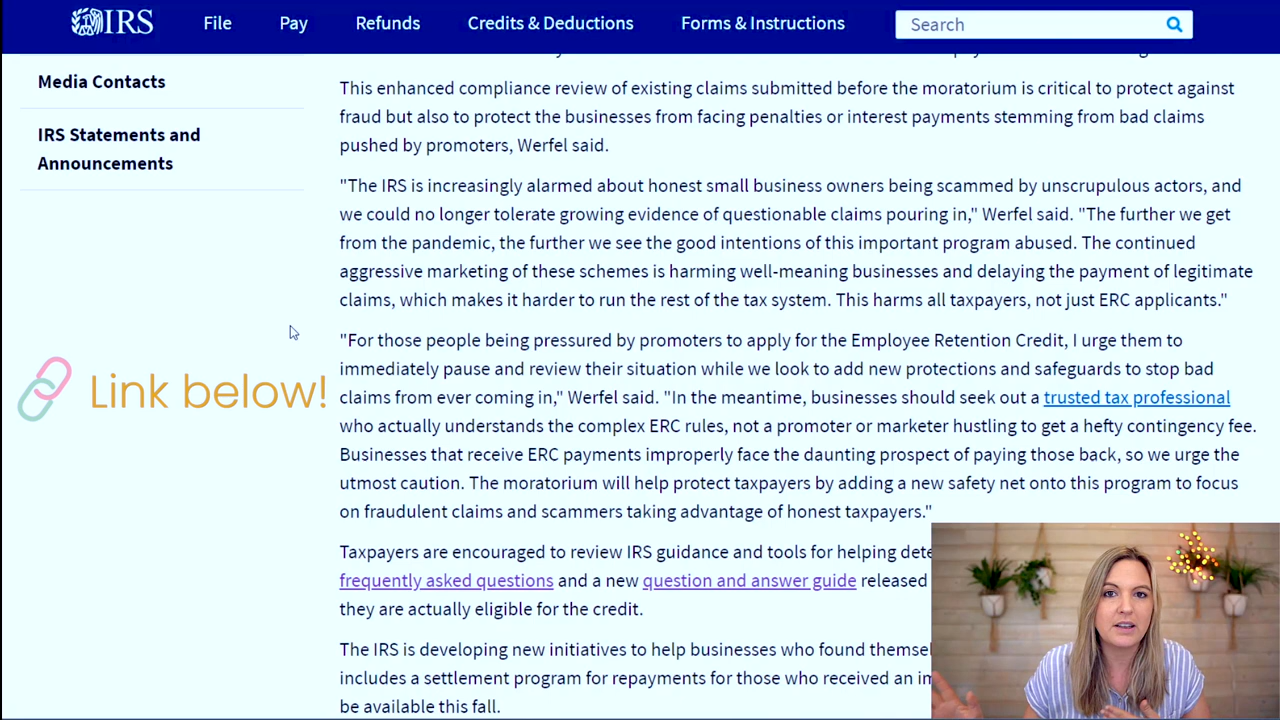 IRS
File
Pay
Refunds
Credits & Deductions
Forms & Instructions
Search
Media Contacts
IRS Statements and
Announcements
Link below!
This enhanced compliance review of existing claims submitted before the moratorium is critical to protect against
fraud but also to protect the businesses from facing penalties or interest payments stemming from bad claims
pushed by promoters, Werfel said.
"The IRS is increasingly alarmed about honest small business owners being scammed by unscrupulous actors, and
we could no longer tolerate growing evidence of questionable claims pouring in," Werfel said. "The further we get
from the pandemic, the further we see the good intentions of this important program abused. The continued
aggressive marketing of these schemes is harming well-meaning businesses and delaying the payment of legitimate
claims, which makes it harder to run the rest of the tax system. This harms all taxpayers, not just ERC applicants."
"For those people being pressured by promoters to apply for the Employee Retention Credit, I urge them to
immediately pause and review their situation while we look to add new protections and safeguards to stop bad
claims from ever coming in," Werfel said. "In the meantime, businesses should seek out a trusted tax professional
who actually understands the complex ERC rules, not a promoter or marketer hustling to get a hefty contingency fee.
Businesses that receive ERC payments improperly face the daunting prospect of paying those back, so we urge the
utmost caution. The moratorium will help protect taxpayers by adding a new safety net onto this program to focus
on fraudulent claims and scammers taking advantage of honest taxpayers."
Taxpayers are encouraged to review IRS guidance and tools for helping
frequently asked questions and a new question and answer guide released
they are actually eligible for the credit.
The IRS is developing new initiatives to help businesses who found
includes a settlement program for repayments for those who received an
be available this fall.